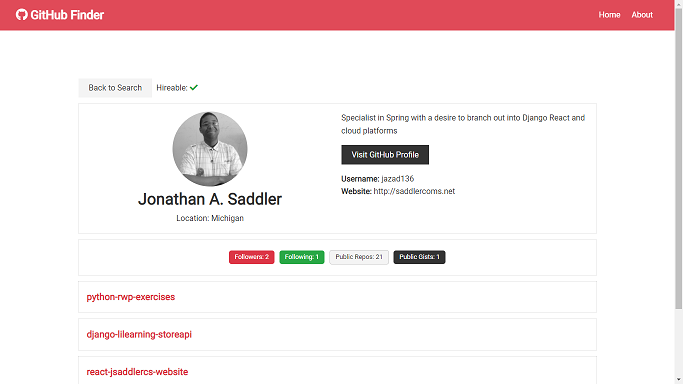 GitHub Finder
Home About
Back to Search Hireable:
Specialist in Spring with a desire to branch out into Django React and
cloud platforms
Visit GitHub Profile
Username: jazad136
Website: http://saddlercoms.net
Jonathan A. Saddler
Location: Michigan
Followers: 2 Following: 1 Public Repos: 21 Public Gists: 1
python-rwp-exercises
django-lilearning-storeapi
react-jsaddlercs-website